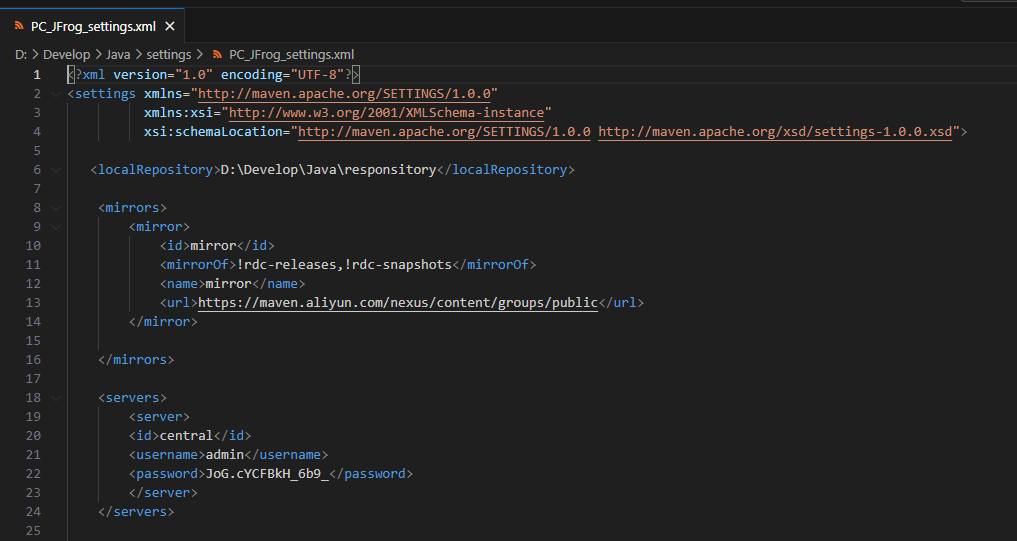 PC_JFrog_settings.xml
D: > Develop > Java > settings > PC_JFrog_settings.xml
1 <?xml version="1.0" encoding="UTF-8"?>
2 <settings xmlns="http://maven.apache.org/SETTINGS/1.0.0"
3 xmlns:xsi="http://www.w3.org/2001/XMLSchema-instance"
4 xsi:schemaLocation="http://maven.apache.org/SETTINGS/1.0.0 http://maven.apache.org/xsd/settings-1.0.0.xsd">
5
6 <localRepository>D:\Develop\Java\responsitory</localRepository>
7
8 <mirrors>
9 <mirror>
10 <id>mirror</id>
11 <mirrorOf>!rdc-releases,!rdc-snapshots</mirrorOf>
12 <name>mirror</name>
13 <url>https://maven.aliyun.com/nexus/content/groups/public</url>
14 </mirror>
15
16 </mirrors>
17
18 <servers>
19 <server>
20 <id>central</id>
21 <username>admin</username>
22 <password>JoG.cYCFBkH_6b9_</password>
23 </server>
24 </servers>
25